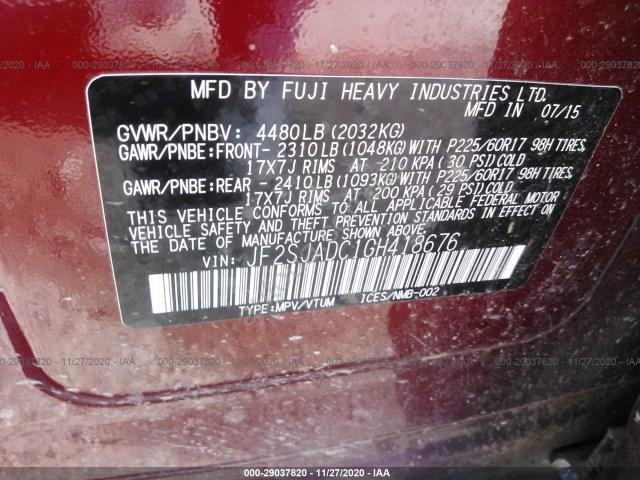 000-29037820 - 11/27/2020 - IAA
MFD BY FUJI HEAVY INDUSTRIES LTD.
MFD IN 07/15
GVWR/PNBV: 4480LB(2032KG)
GAWR/PNBE:FRONT- 2310LB(1048KG)WITH P225/60R17 98H TIRES,
17X7J RIMS AT 210 KPA (30 PSI)COLD
GAWR/PNBE:REAR - 2410LB(1093KG)WITH P225/60R17 98H TIRES,
17X7J RIMS AT 200 KPA (29 PSI)COLD
THIS VEHICLE CONFORMS TO ALL APPLICABLE FEDERAL MOTOR
VEHICLE SAFETY AND THEFT PREVENTION STANDARDS
IN EFFECT ON THE DATE OF MANUFACTURE SHOWN ABOVE.
VIN: JF2SJADC1GH418676
TYPE:MPV/VTUM ICES/NMB-002
000-29037820 - 11/27/2020 - IAA